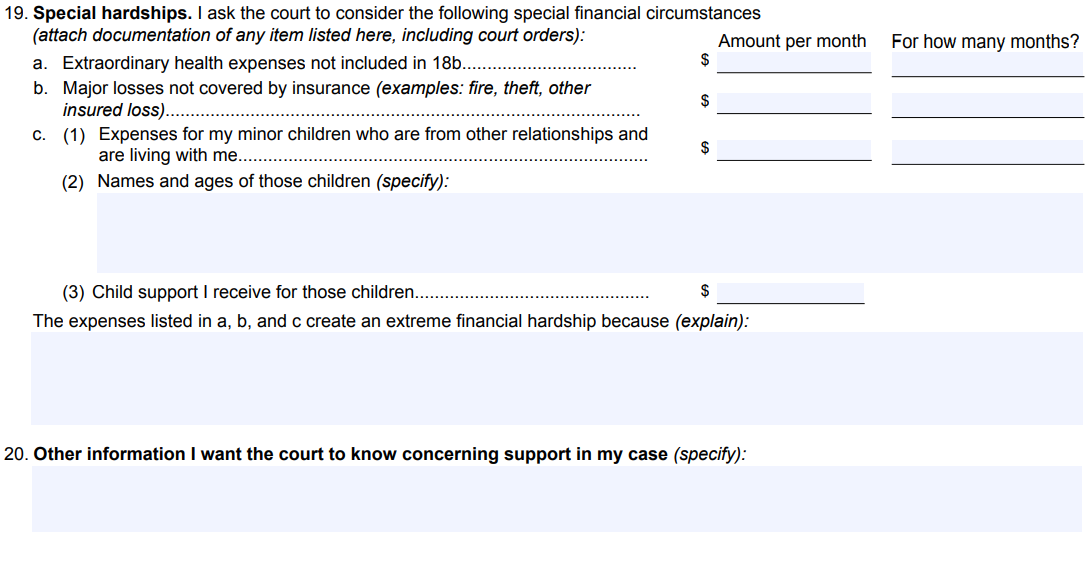 19. Special hardships. I ask the court to consider the following special financial circumstances
(attach documentation of any item listed here, including court orders):
Amount per month For how many months?
a. Extraordinary health expenses not included in 18b................................... $
b. Major losses not covered by insurance (examples: fire, theft, other
insured loss)............................................................................................... $
c. (1) Expenses for my minor children who are from other relationships and
are living with me.................................................................................. $
(2) Names and ages of those children (specify):
(3) Child support I receive for those children............................................... $
The expenses listed in a, b, and c create an extreme financial hardship because (explain):
20. Other information I want the court to know concerning support in my case (specify):